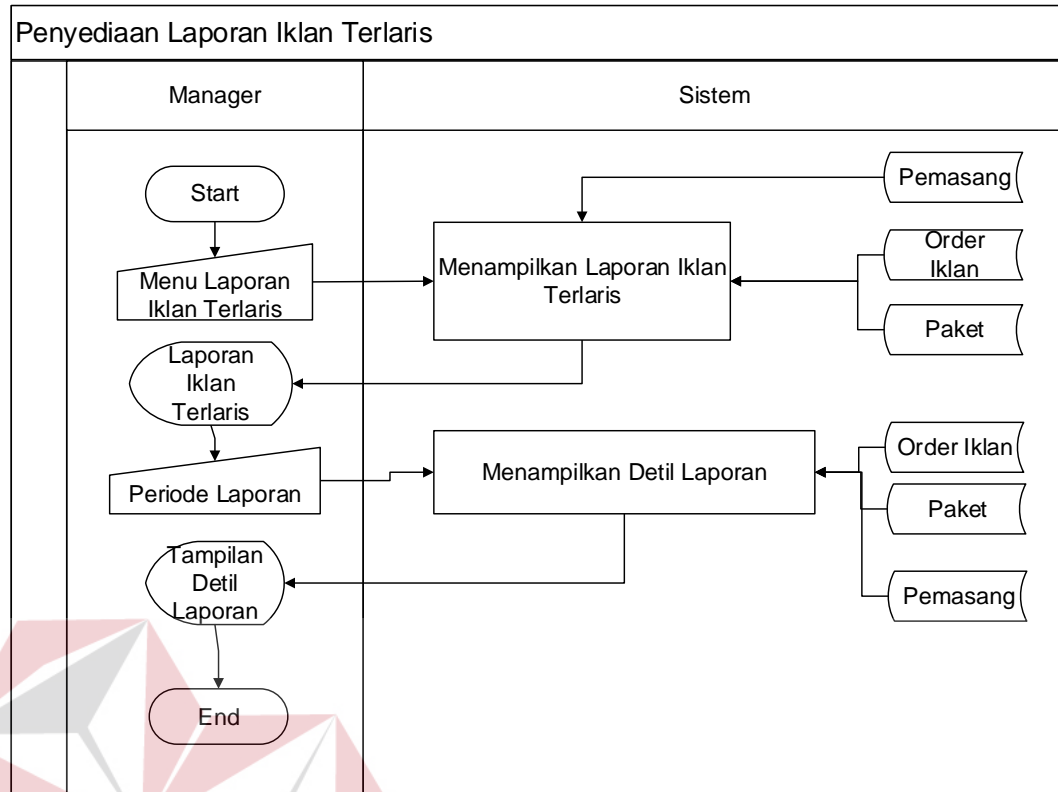 Penyediaan Laporan Iklan Terlaris
Manager
Sistem
Start
Pemasang
Menu Laporan
Iklan Terlaris
Menampilkan Laporan Iklan
Terlaris
Order
Iklan
Paket
Laporan
Iklan
Terlaris
Periode Laporan
Menampilkan Detil Laporan
Order Iklan
Paket
Tampilan
Detil
Laporan
Pemasang
End